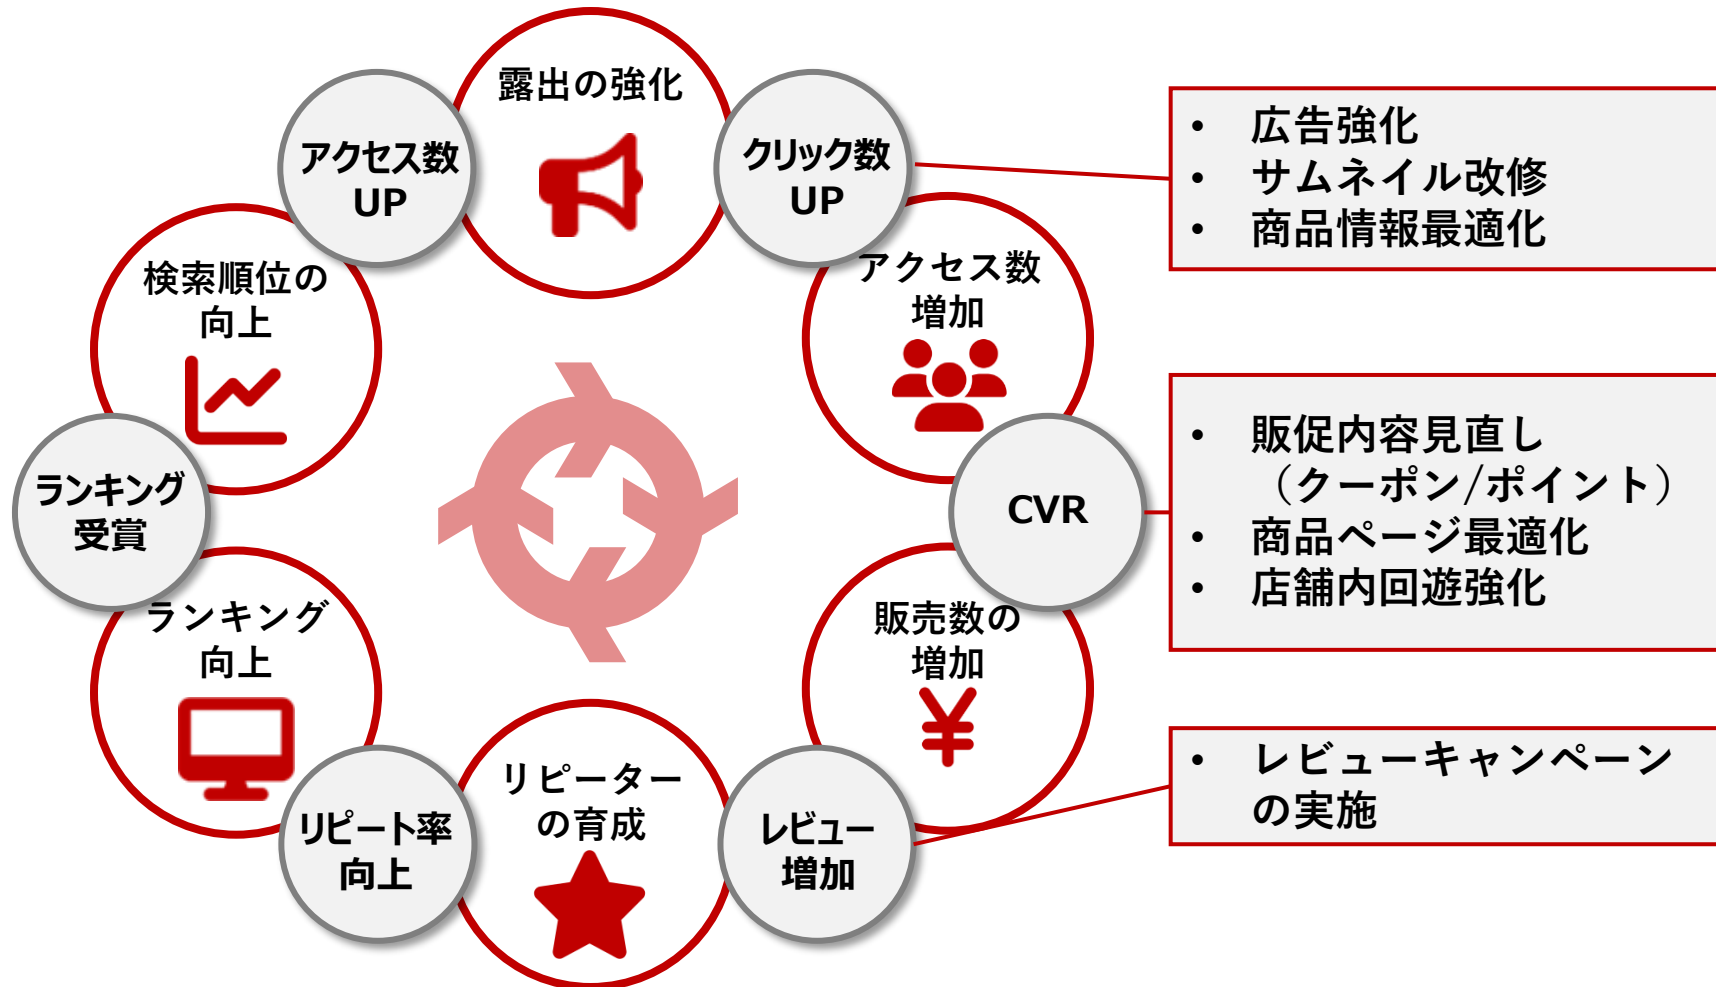 露出の強化
アクセス数
UP
クリック数
UP
検索順位の
向上
アクセス数
増加
ランキング
受賞
CVR
ランキング
向上
販売数の
増加
リピート率
向上
リピーター
の育成
レビュー
増加
• 広告強化
• サムネイル改修
• 商品情報最適化
• 販促内容見直し
（クーポン/ポイント）
• 商品ページ最適化
• 店舗内回遊強化
• レビューキャンペーン
の実施